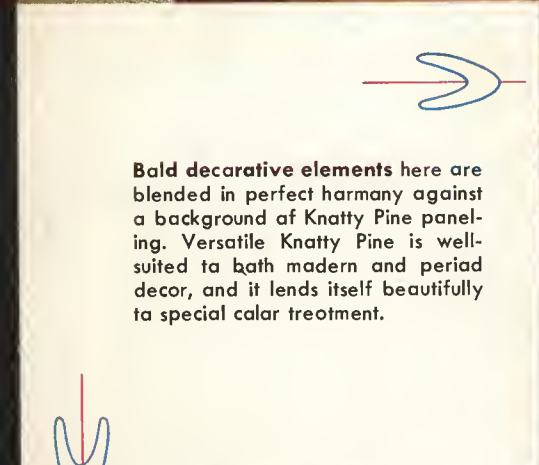 Bald decarative elements here are
blended in perfect harmany against
a background af Knatty Pine panel-
ing. Versatile Knatty Pine is well-
suited ta bath madern and periad
decor, and it lends itself beautifully
ta special calar treotment.